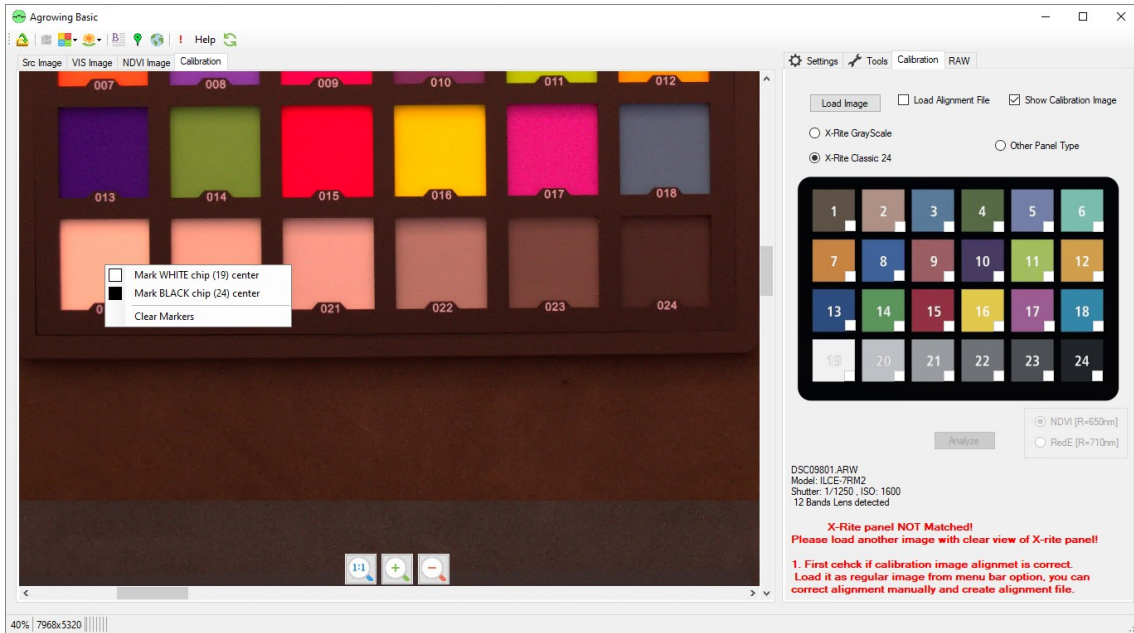 Agrowing Basic
Help
Src Image VIS Image NDVI Image Calibration
Settings Tools Calibration RAW
007 008 009 010 011 012
013 014 015 016 017 018
021 022 023 024
Mark WHITE chip (19) center
Mark BLACK chip (24) center
Clear Markers
1:1
Load Image Load Alignment File Show Calibration Image
X-Rite GrayScale
Other Panel Type
X-Rite Classic 24
1 2 3 4 5 6
7 8 9 10 11 12
13 14 15 16 17 18
19 20 21 22 23 24
NDVI [R=650nm]
Analyze
RedE [R=710nm]
DSC09801.ARW
Model: ILCE-7RM2
Shutter: 1/1250 , ISO: 1600
12 Bands Lens detected
X-Rite panel NOT Matched!
Please load another image with clear view of X-rite panel!
1. First cehck if calibration image alignmet is correct.
Load it as regular image from menu bar option, you can
correct alignment manually and create alignment file.
40% 7968x5320